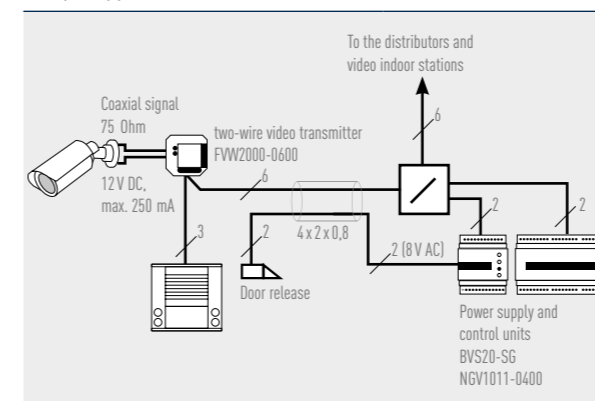 To the distributors and
video indoor stations
6
Coaxial signal
75 Ohm
two-wire video transmitter
FVW2000-0600
12 V DC,
max. 250 mA
6
3
2
4 x 2 x 0,8
2 (8 V AC)
2
2
Door release
Power supply and
control units
BVS20-SG
NGV1011-0400